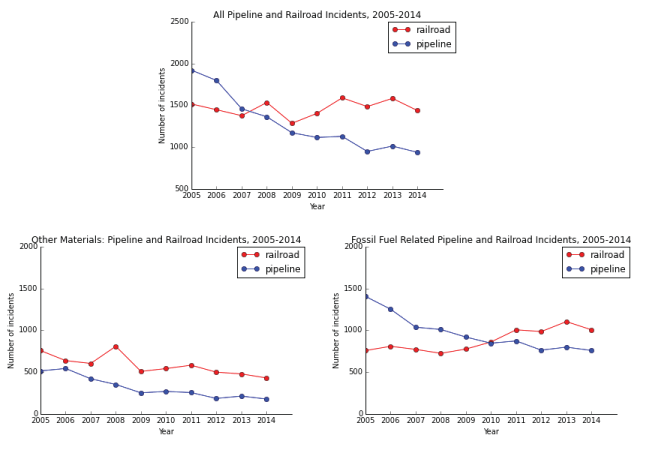 All Pipeline and Railroad Incidents, 2005-2014
railroad
pipeline
2500
2000
1500
1000
500
Number of incidents
2005 2006 2007 2008 2009 2010 2011 2012 2013 2014
Year
Other Materials: Pipeline and Railroad Incidents, 2005-2014
railroad
pipeline
2000
1500
1000
500
0
Number of incidents
2005 2006 2007 2008 2009 2010 2011 2012 2013 2014
Year
Fossil Fuel Related Pipeline and Railroad Incidents, 2005-2014
railroad
pipeline
2000
1500
1000
500
0
Number of incidents
2005 2006 2007 2008 2009 2010 2011 2012 2013 2014
Year